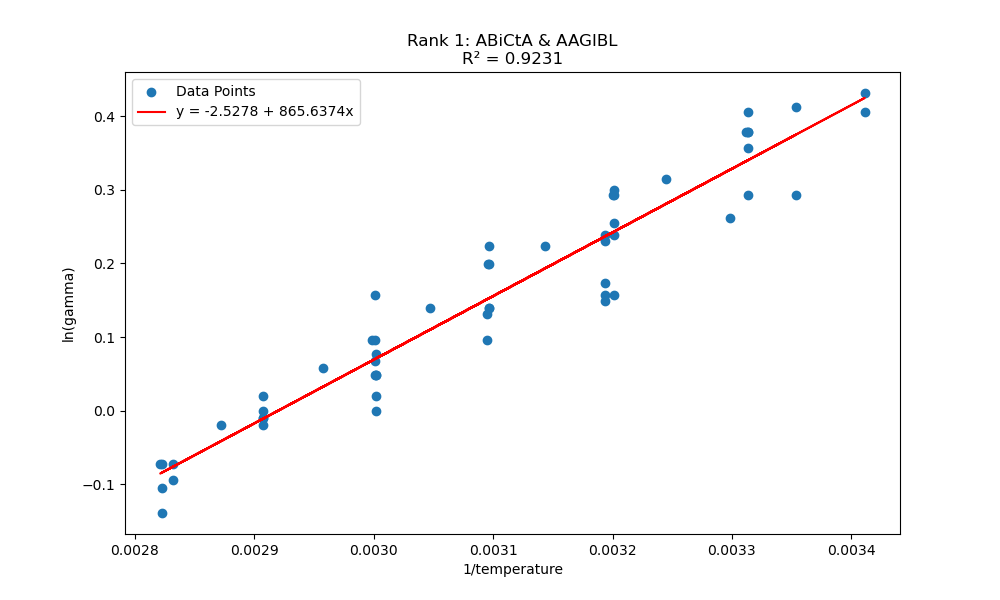 Rank 1: ABiCtA & AAGIBL
R² = 0.9231
Data Points
y = -2.5278 + 865.6374x
ln(gamma)
0.4
0.3
0.2
0.1
0.0
−0.1
0.0028 0.0029 0.0030 0.0031 0.0032 0.0033 0.0034
1/temperature